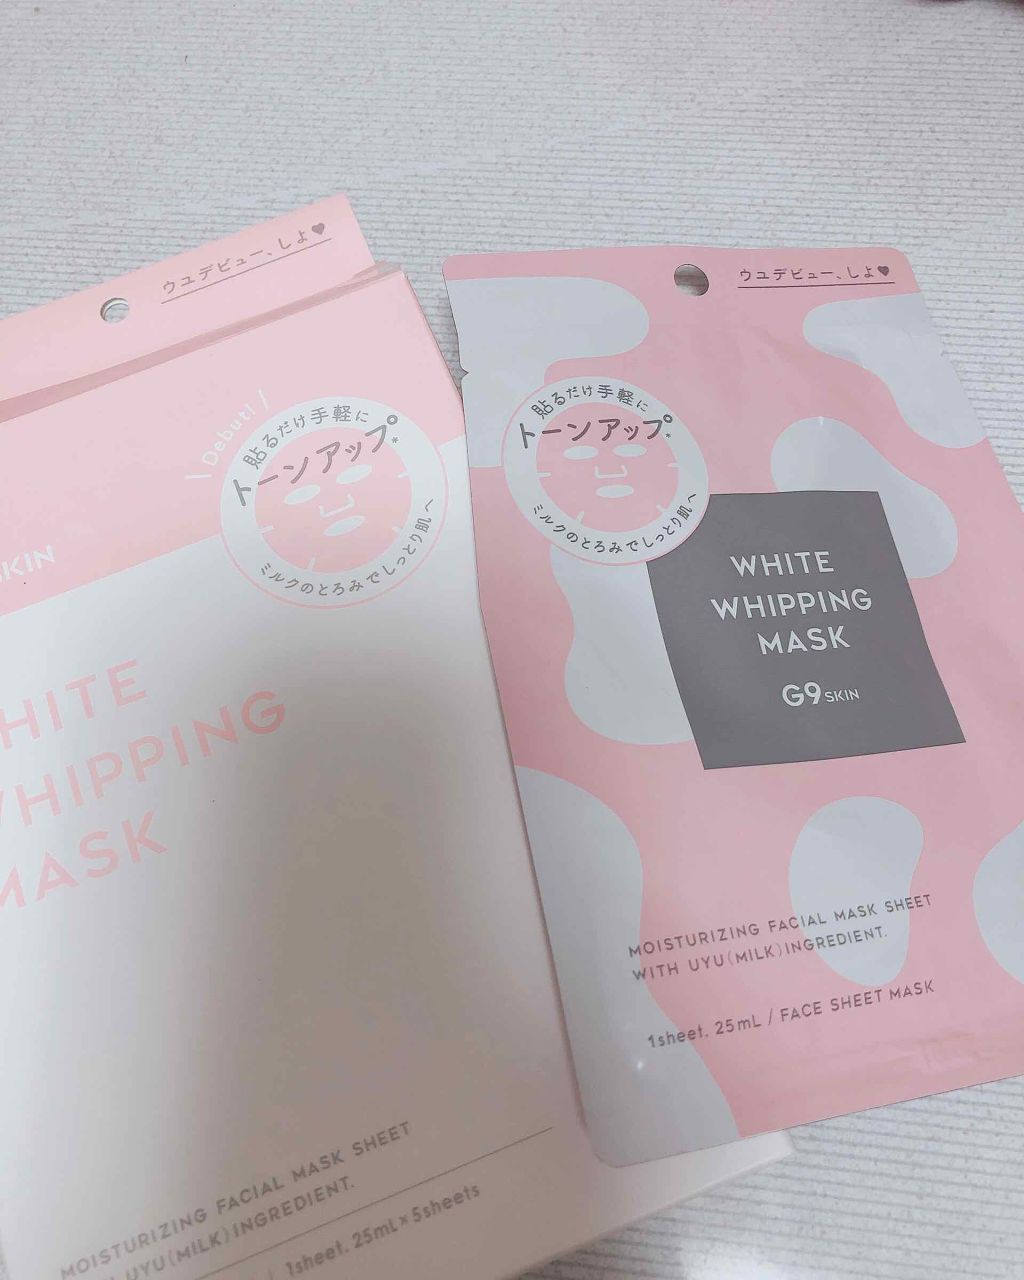 ウユデビュー、しよ♥
\ Debut! /
貼るだけ手軽に
トーンアップ*
ミルクのとろみでしっとり肌へ
SKIN
WHITE
WHIPPING
MASK
MOISTURIZING FACIAL MASK SHEET
WITH UYU(MILK)INGREDIENT.
1sheet. 25mL×5sheets
ウユデビュー、しよ♥
貼るだけ手軽に
トーンアップ*
ミルクのとろみでしっとり肌へ
WHITE
WHIPPING
MASK
G9 SKIN
MOISTURIZING FACIAL MASK SHEET
WITH UYU(MILK)INGREDIENT.
1sheet. 25mL / FACE SHEET MASK